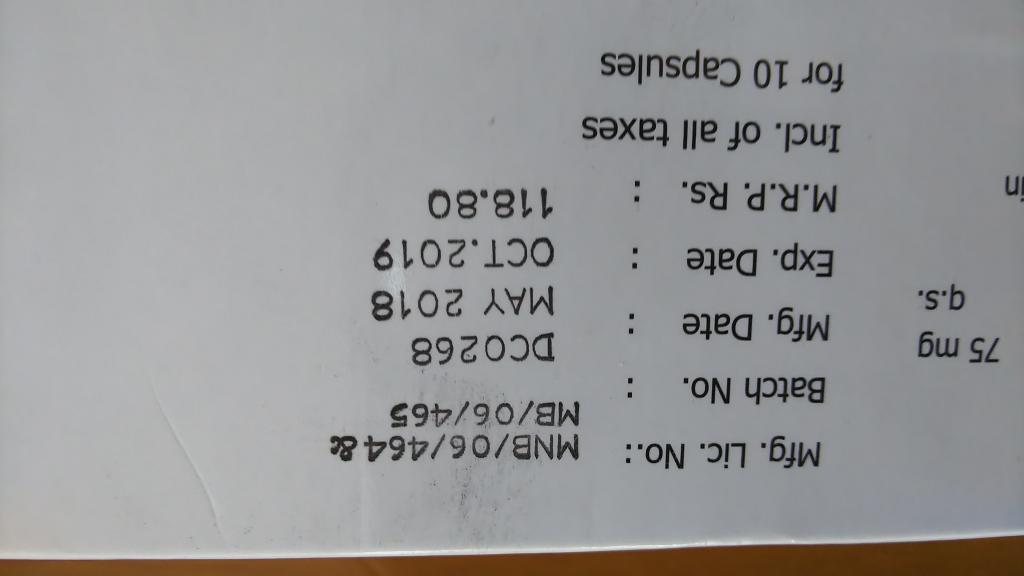 Mfg. Lic. No.: MNB/06/464 &
MB/06/465
Batch No. : DC0268
Mfg. Date : MAY 2018
Exp. Date : OCT.2019
M.R.P. Rs. : 118.80
Incl. of all taxes
for 10 Capsules
75 mg
q.s.
in